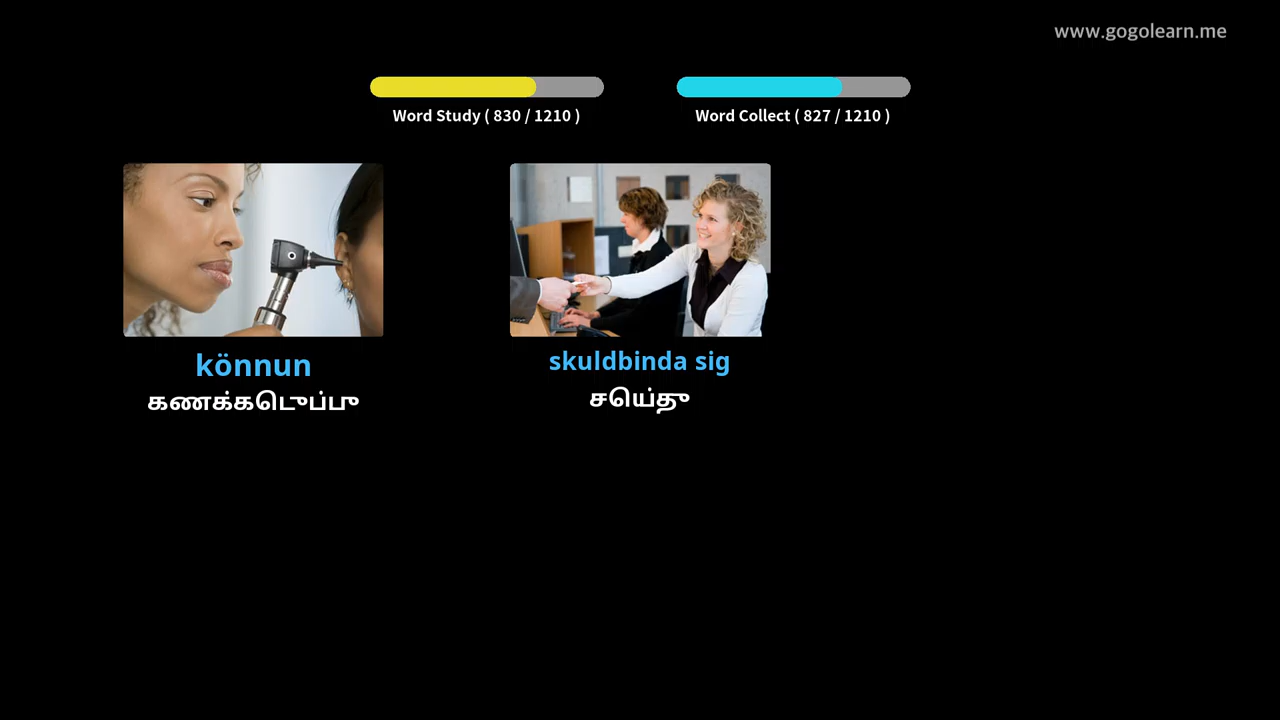 www.gogolearn.me
Word Study ( 830 / 1210 )
Word Collect ( 827 / 1210 )
könnun
கணக்கெடுப்பு
skuldbinda sig
செய்து